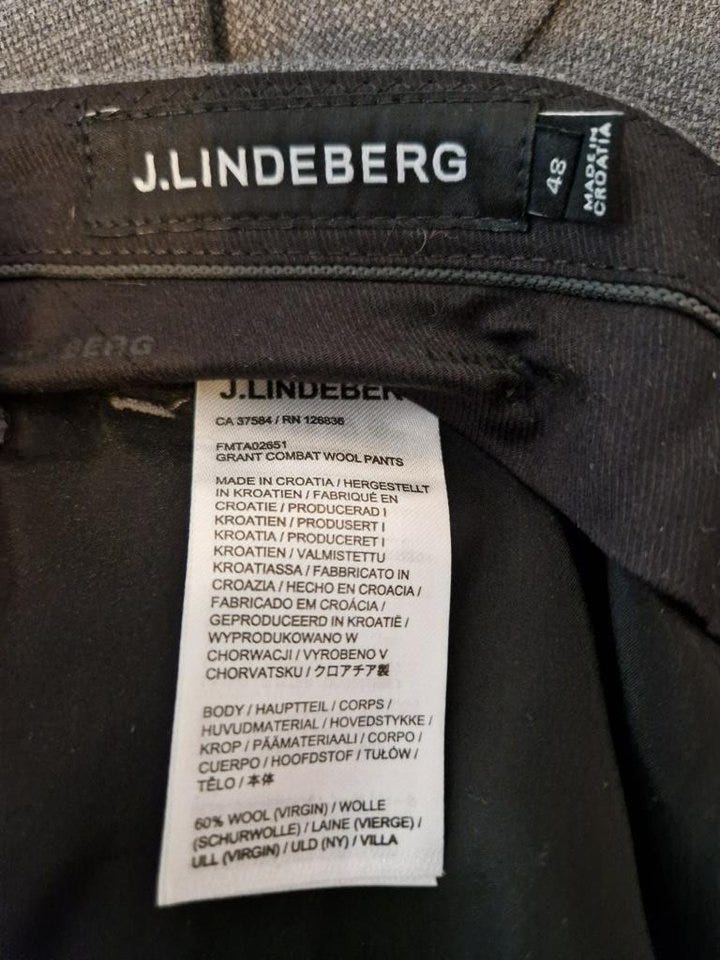 J.LINDEBERG
48
MADE IN
CROATIA
BERG
J.LINDEBER
CA 37584 / RN 126836
FMTA02651
GRANT COMBAT WOOL PANTS
MADE IN CROATIA / HERGESTELLT
IN KROATIEN / FABRIQUÉ EN
CROATIE / PRODUCERAD I
KROATIEN / PRODUSERT I
KROATIA / PRODUCERET I
KROATIEN / VALMISTETTU
KROATIASSA / FABBRICATO IN
CROAZIA / HECHO EN CROACIA /
FABRICADO EM CROÁCIA /
GEPRODUCEERD IN KROATIË /
WYPRODUKOWANO W
CHORWACJI / VYROBENO V
CHORVATSKU / クロアチア製
BODY / HAUPTTEIL / CORPS /
HUVUDMATERIAL / HOVEDSTYKKE /
KROP / PÄÄMATERIAALI / CORPO /
CUERPO / HOOFDSTOF / TUŁÓW /
TĚLO / 本体
60% WOOL (VIRGIN) / WOLLE
(SCHURWOLLE) / LAINE (VIERGE) /
ULL (VIRGIN) / ULD (NY) / VILLA